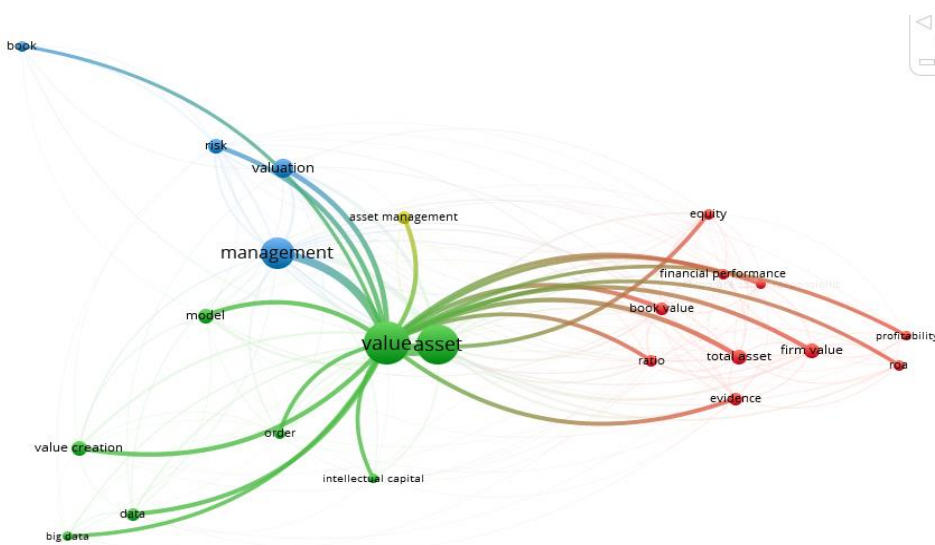 book
risk
valuation
asset management
equity
management
financial performance
book value
model
value
asset
profitability
ratio
total asset
firm value
roa
evidence
order
value creation
intellectual capital
data
big data